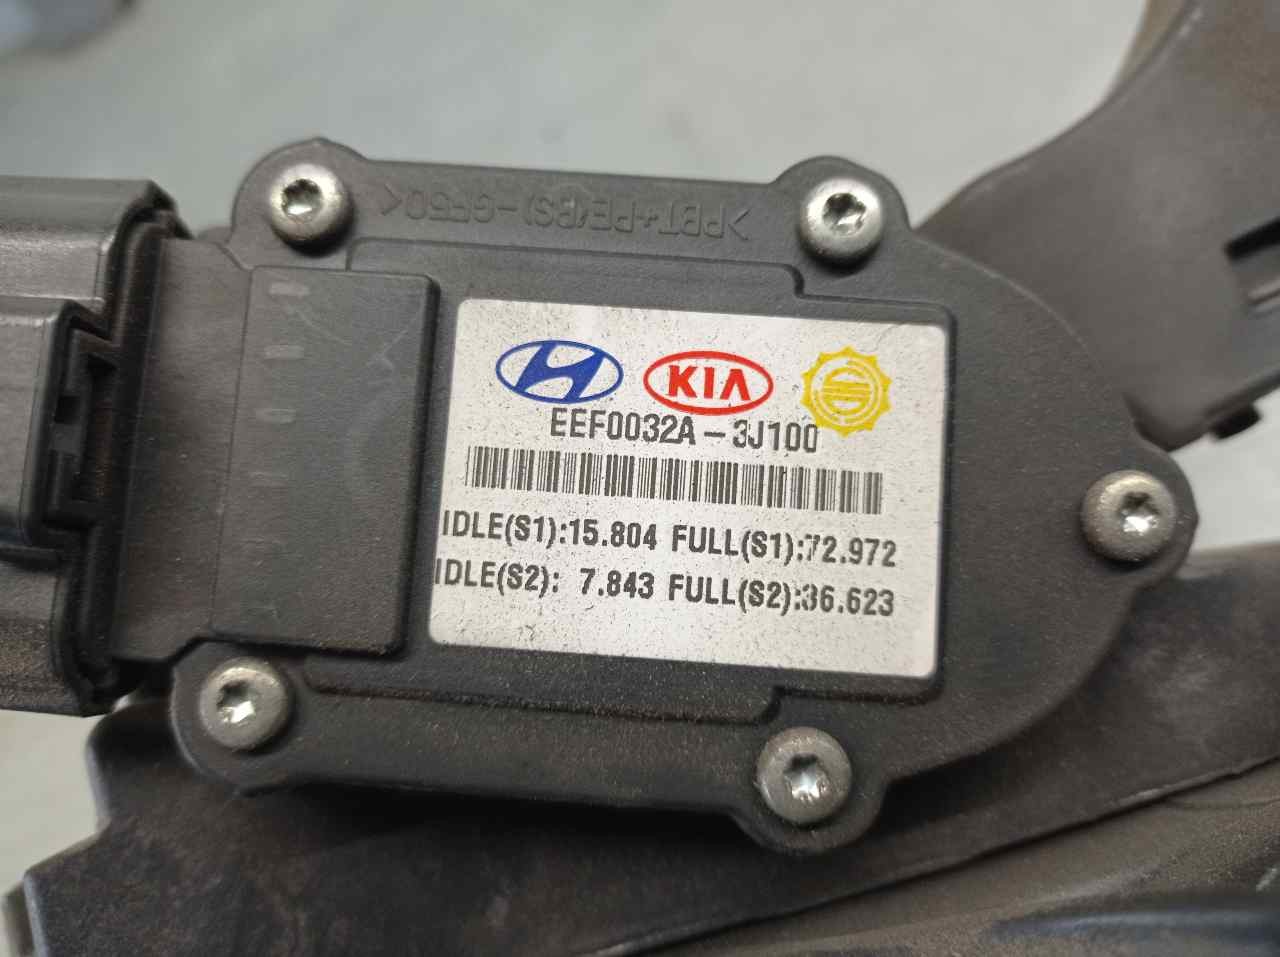 >PBT+PE(BS)-GF50<
KIA
EEF0032A-3J100
IDLE(S1):15.804 FULL(S1):72.972
IDLE(S2): 7.843 FULL(S2):36.623